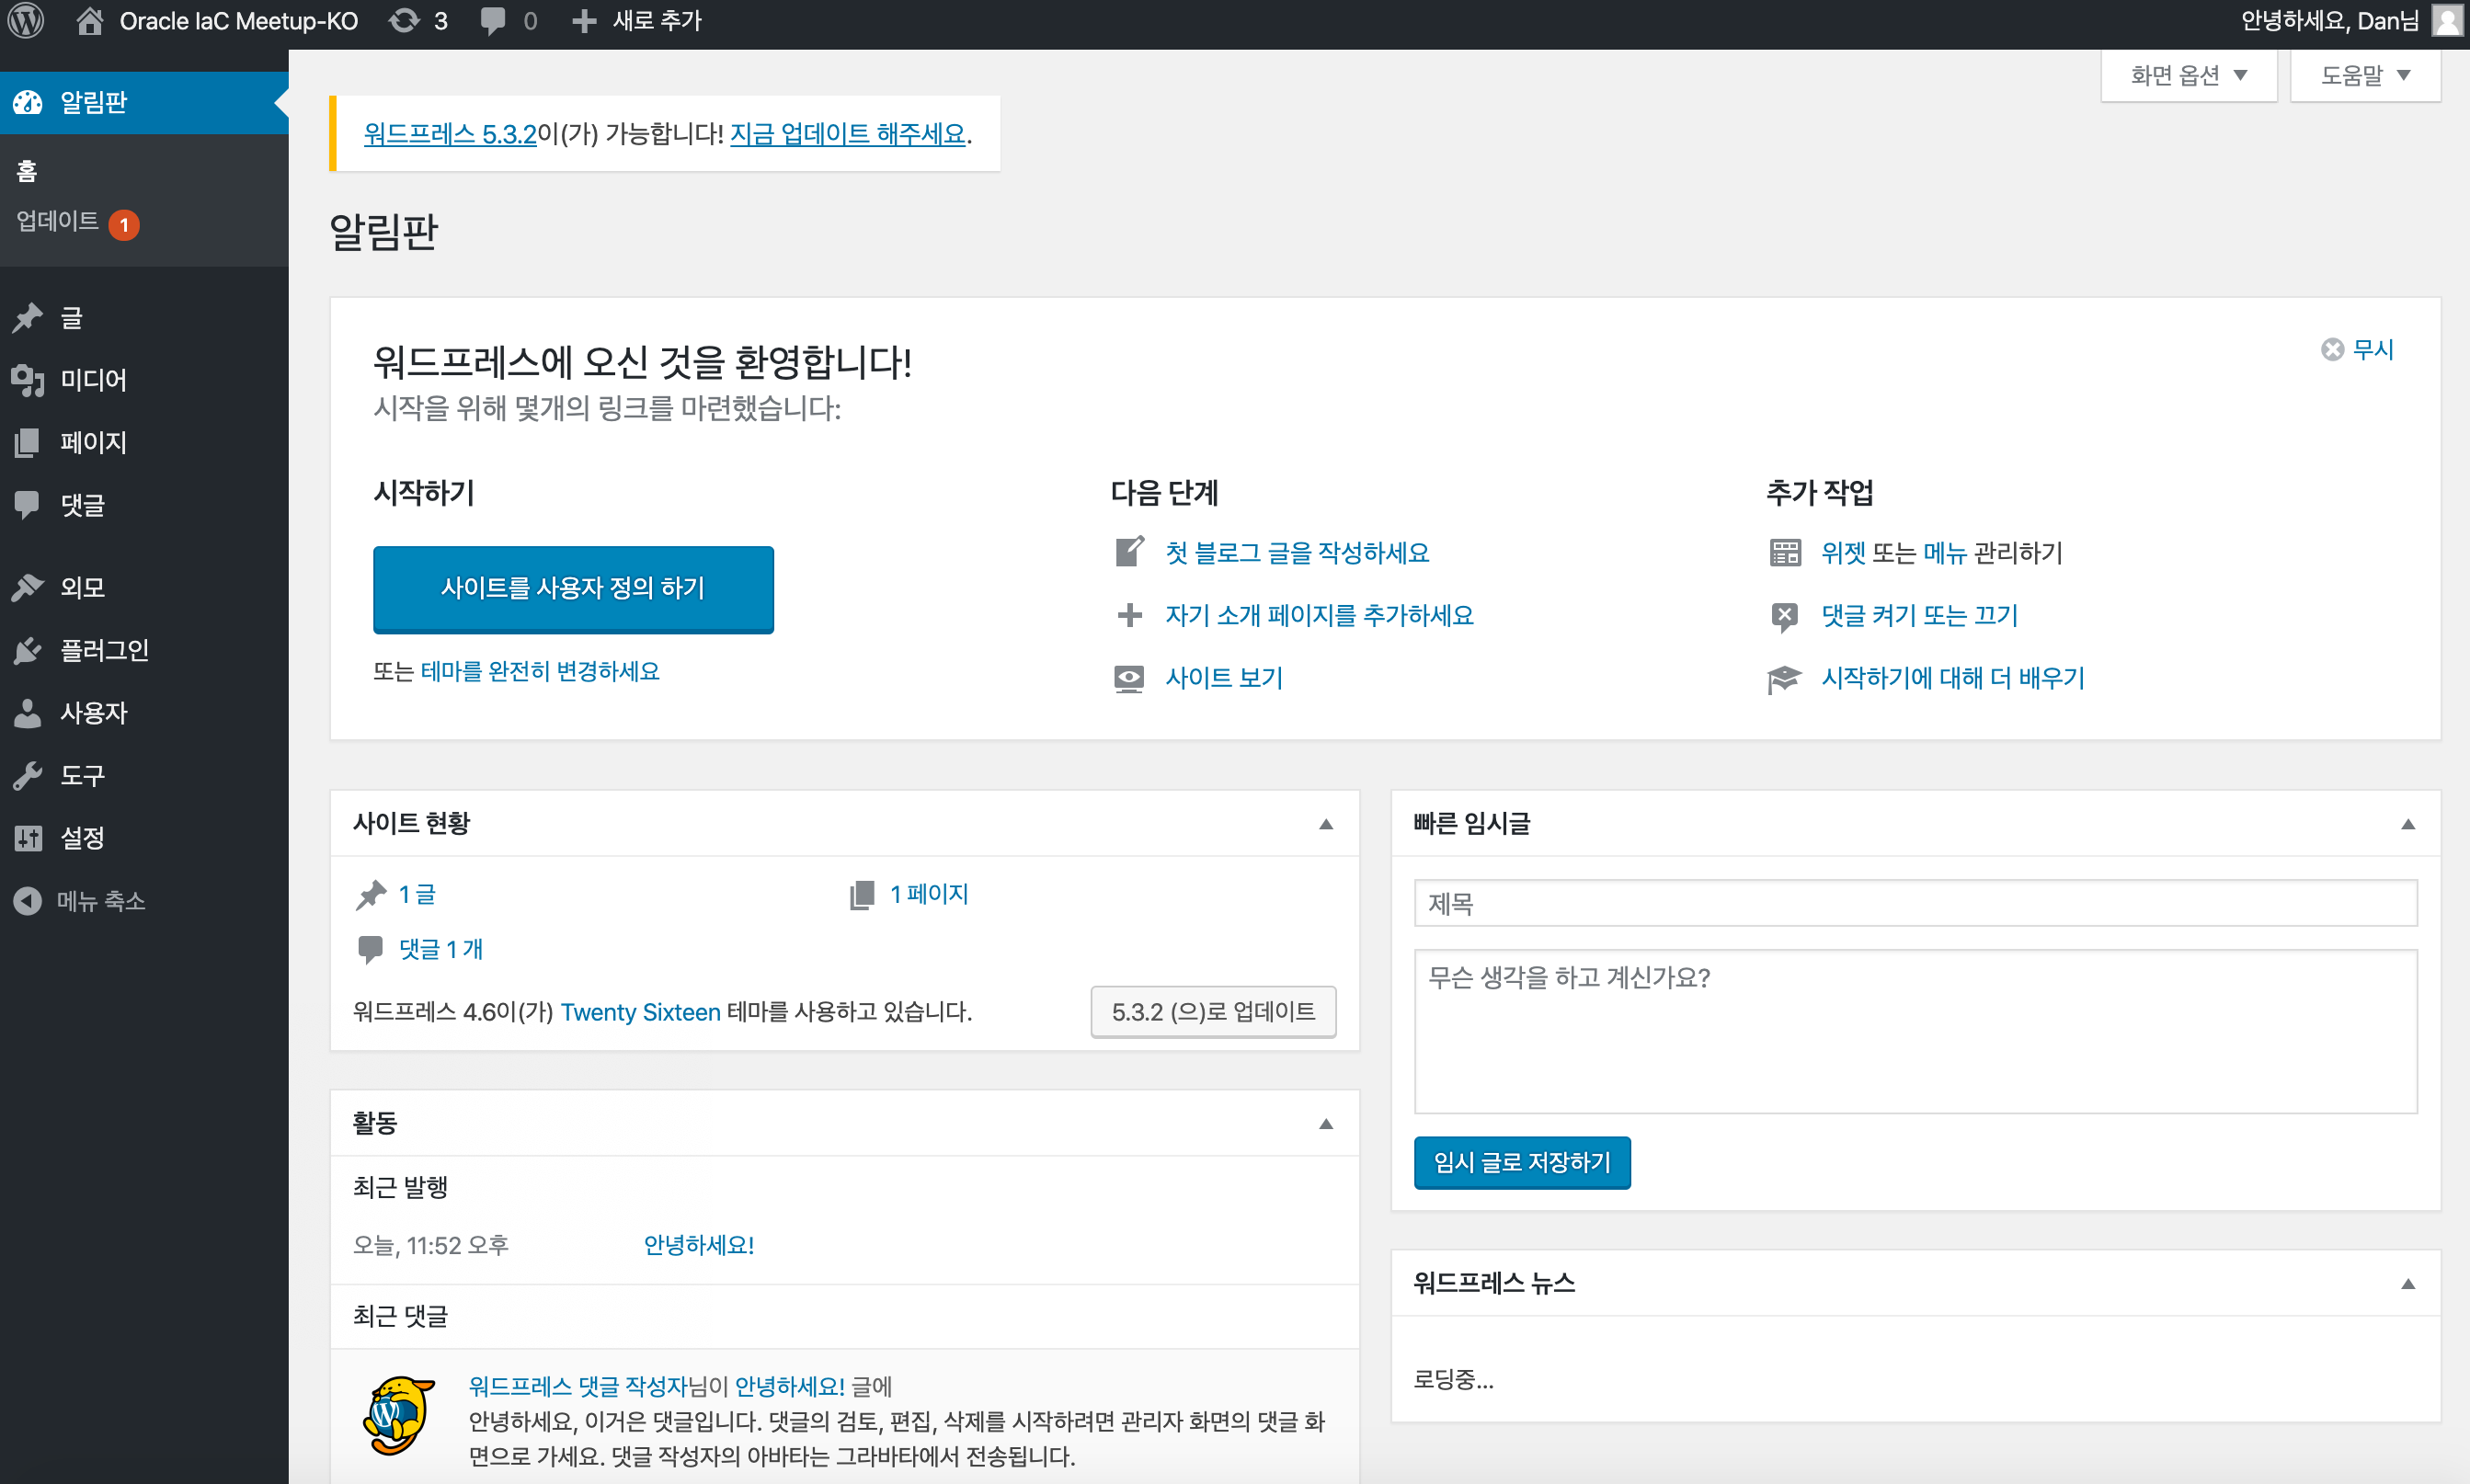 Oracle IaC Meetup-KO 3 0 새로 추가 안녕하세요, Dan님
알림판
홈
업데이트 1
글
미디어
페이지
댓글
외모
플러그인
사용자
도구
설정
메뉴 축소
화면 옵션 도움말
워드프레스 5.3.2이(가) 가능합니다! 지금 업데이트 해주세요.
알림판
워드프레스에 오신 것을 환영합니다!
무시
시작을 위해 몇개의 링크를 마련했습니다:
시작하기
사이트를 사용자 정의 하기
또는 테마를 완전히 변경하세요
다음 단계
첫 블로그 글을 작성하세요
자기 소개 페이지를 추가하세요
사이트 보기
추가 작업
위젯 또는 메뉴 관리하기
댓글 켜기 또는 끄기
시작하기에 대해 더 배우기
사이트 현황
1 글
1 페이지
댓글 1 개
워드프레스 4.6이(가) Twenty Sixteen 테마를 사용하고 있습니다.
5.3.2 (으)로 업데이트
활동
최근 발행
오늘, 11:52 오후 안녕하세요!
최근 댓글
워드프레스 댓글 작성자님이 안녕하세요! 글에
안녕하세요, 이거은 댓글입니다. 댓글의 검토, 편집, 삭제를 시작하려면 관리자 화면의 댓글 화
면으로 가세요. 댓글 작성자의 아바타는 그라바타에서 전송됩니다.
빠른 임시글
제목
무슨 생각을 하고 계신가요?
임시 글로 저장하기
워드프레스 뉴스
로딩중...